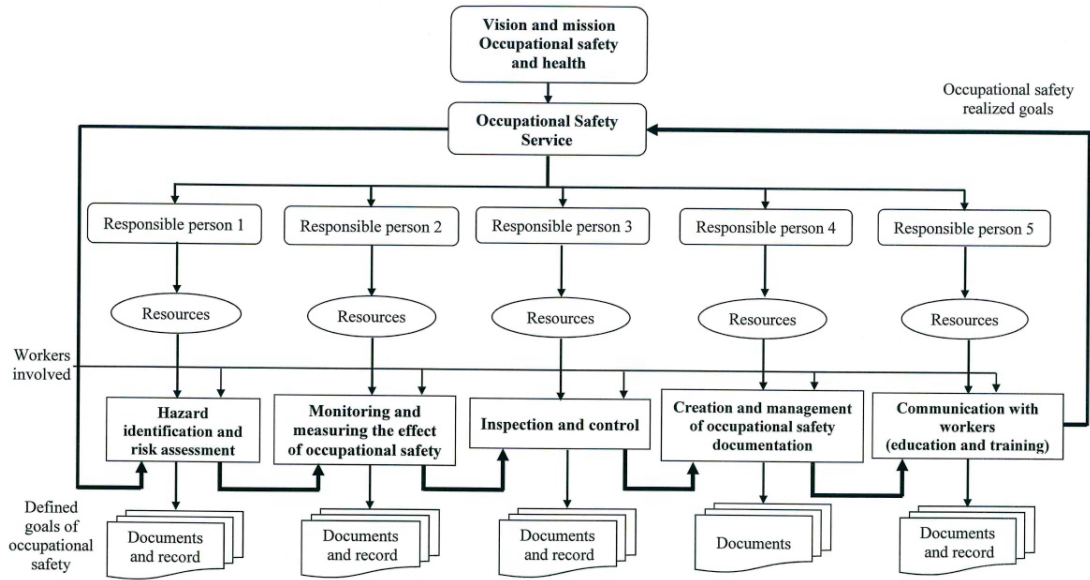 Vision and mission
Occupational safety
and health
Occupational safety
realized goals
Occupational Safety
Service
Responsible person 1
Responsible person 2
Responsible person 3
Responsible person 4
Responsible person 5
Resources
Resources
Resources
Resources
Resources
Workers
involved
Hazard
identification and
risk assessment
Monitoring and
measuring the effect
of occupational safety
Inspection and control
Creation and management
of occupational safety
documentation
Communication with
workers
(education and training)
Defined
goals of
occupational
safety
Documents
and record
Documents
and record
Documents
and record
Documents
Documents
and record